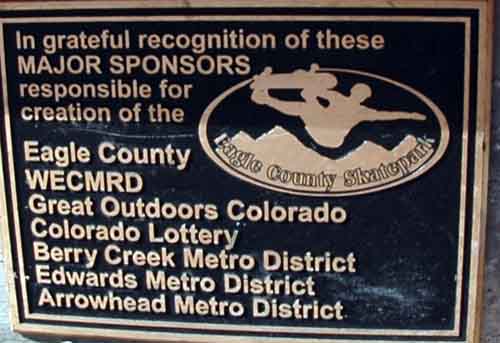 In grateful recognition of these
MAJOR SPONSORS
responsible for
creation of the
Eagle County Skatepark
Eagle County
WECMRD
Great Outdoors Colorado
Colorado Lottery
Berry Creek Metro District
Edwards Metro District
Arrowhead Metro District